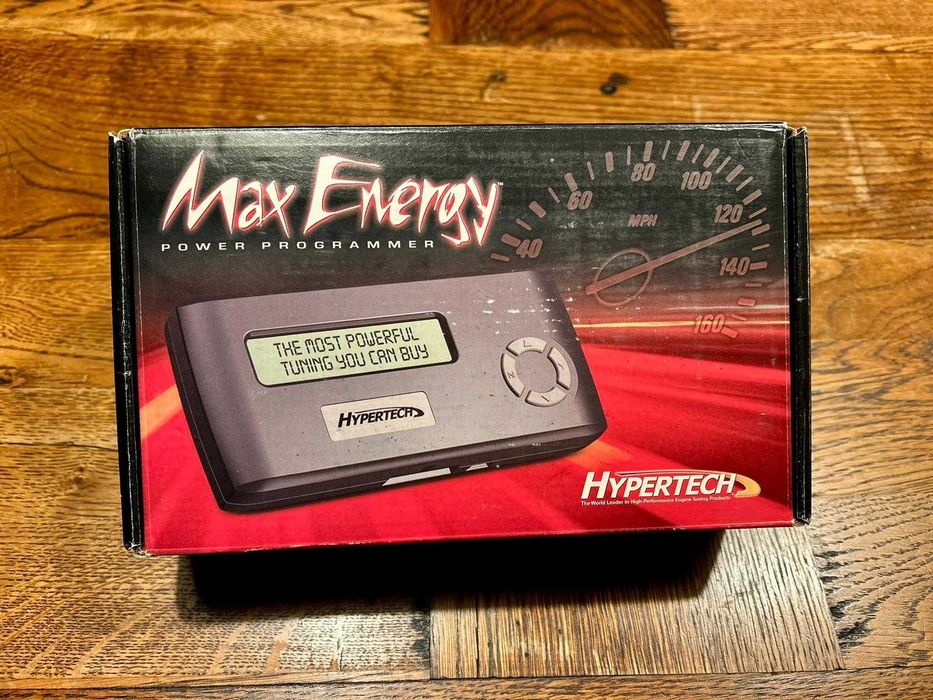 Max Energy™
POWER PROGRAMMER
40
60
80
100
120
140
160
MPH
THE MOST POWERFUL
TUNING YOU CAN BUY
HYPERTECH
Y
N
HYPERTECH
The World Leader in High-Performance Engine Tuning Products